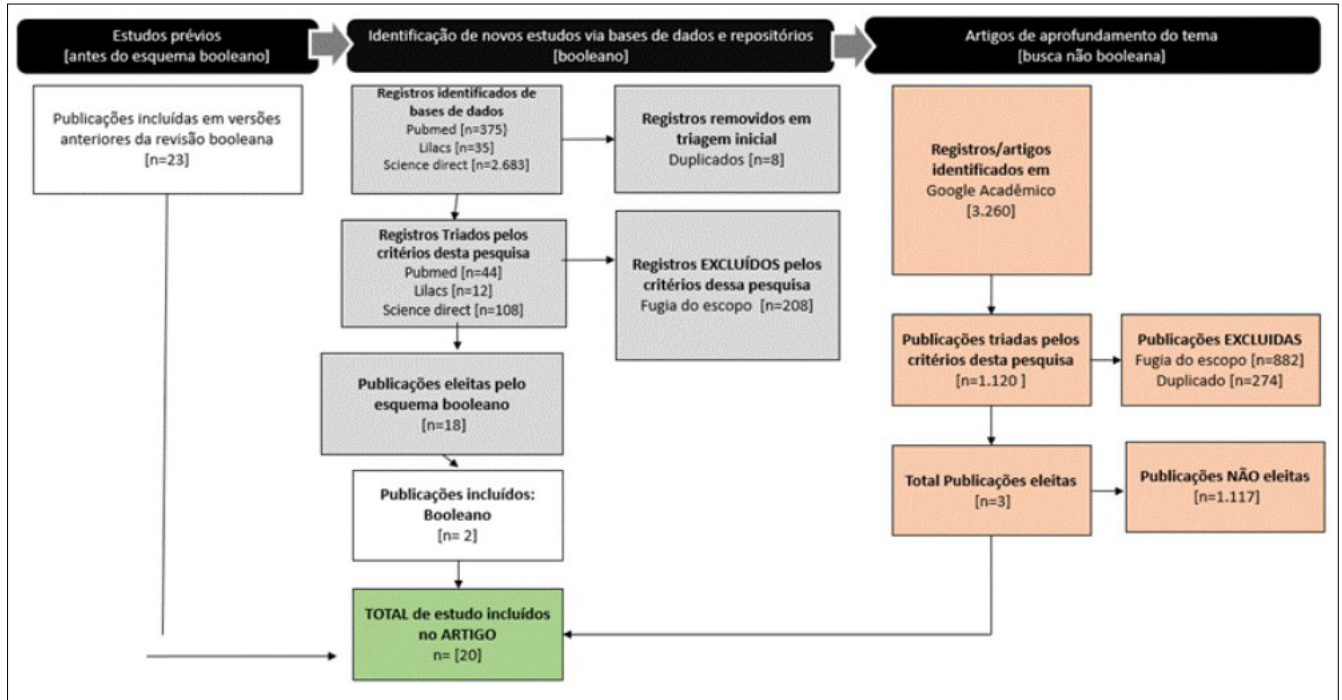 Estudos prévios
[antes do esquema booleano]
Identificação de novos estudos via bases de dados e repositórios
[booleano]
Artigos de aprofundamento do tema
[busca não booleana]
Publicações incluídas em versões
anteriores da revisão booleana
[n=23]
Registros identificados de
bases de dados
Pubmed [n=375}
Lilacs [n=35]
Science direct [n=2.683]
Registros removidos em
triagem inicial
Duplicados [n=8]
Registros Triados pelos
critérios desta pesquisa
Pubmed [n=44]
Lilacs [n=12]
Science direct [n=108]
Registros EXCLUÍDOS pelos
critérios dessa pesquisa
Fugia do escopo [n=208]
Publicações eleitas pelo
esquema booleano
[n=18]
Publicações incluídos:
Booleano
[n= 2]
TOTAL de estudo incluídos
no ARTIGO
n= [20]
Registros/artigos
identificados em
Google Acadêmico
[3.260]
Publicações triadas pelos
critérios desta pesquisa
[n=1.120 ]
Publicações EXCLUIDAS
Fugia do escopo [n=882]
Duplicado [n=274]
Total Publicações eleitas
[n=3]
Publicações NÃO eleitas
[n=1.117]